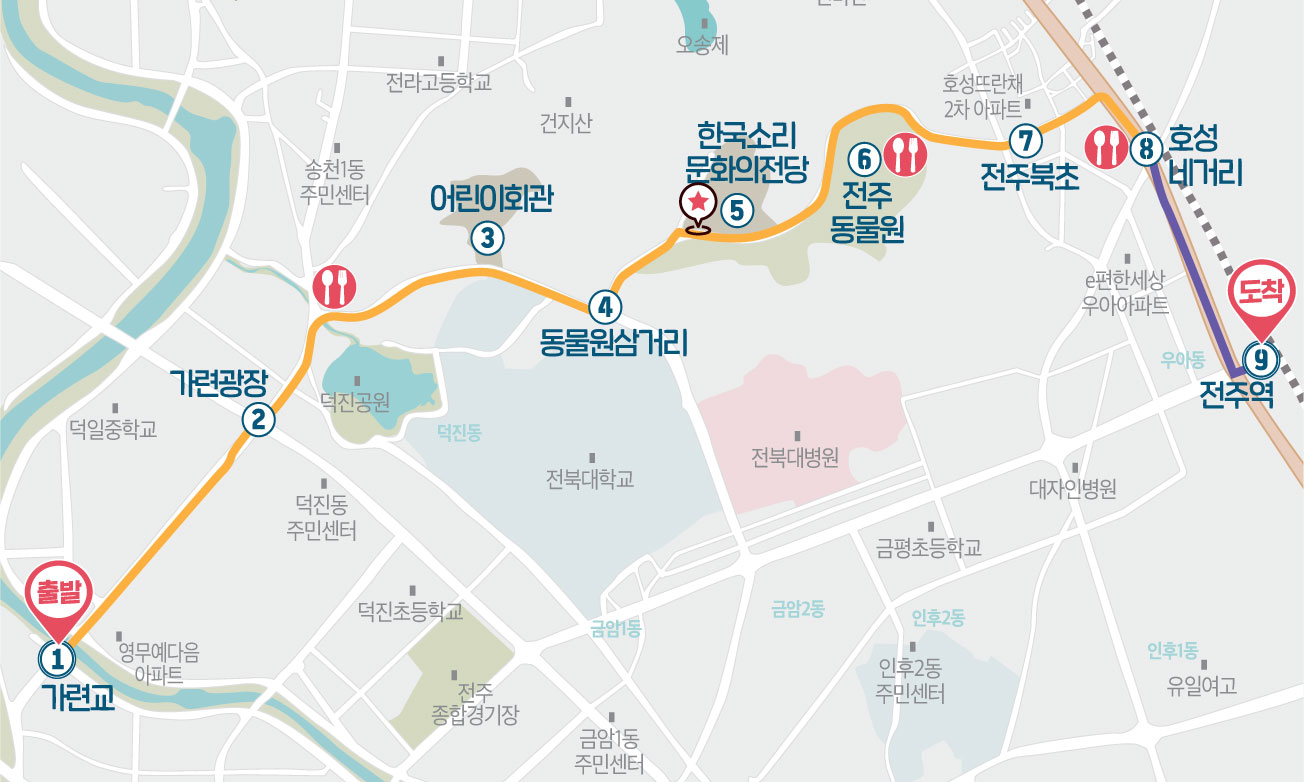 오송제
전라고등학교
건지산
호성뜨란채
2차 아파트
송천1동
주민센터
어린이회관
3
한국소리
문화의전당
5
6
전주
동물원
7
전주북초
8
호성
비거리
4
동물원삼거리
e편한세상
우아아파트
도착
9
전주역
우아동
가련광장
2
덕진공원
덕일중학교
덕진동
전북대학교
전북대병원
대자인병원
덕진동
주민센터
금평초등학교
출발
1
가련교
영무예다음
아파트
덕진초등학교
금암1동
금암2동
인후2동
인후2동
주민센터
인후1동
유일여고
전주
종합경기장
금암1동
주민센터